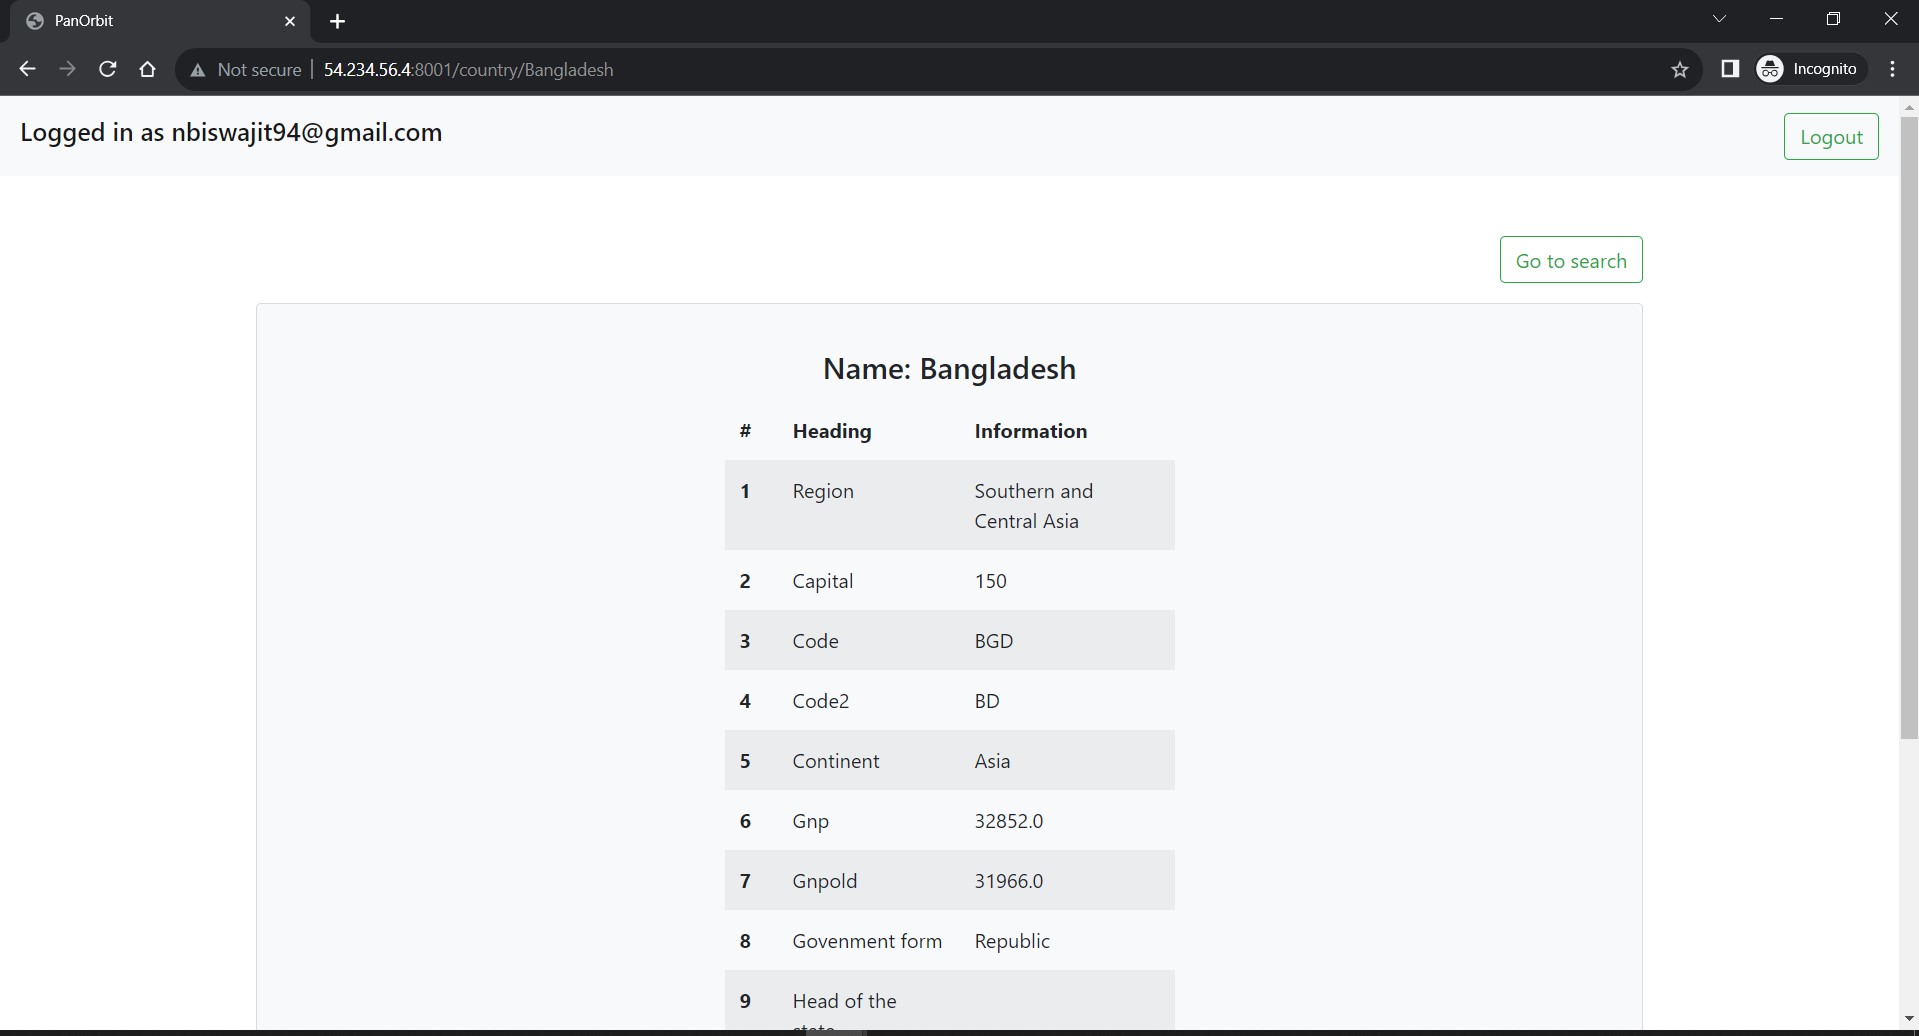 PanOrbit
Not secure 54.234.56.4:8001/country/Bangladesh
Incognito
Logged in as nbiswajit94@gmail.com
Logout
Go to search
Name: Bangladesh
# Heading Information
1 Region Southern and
Central Asia
2 Capital 150
3 Code BGD
4 Code2 BD
5 Continent Asia
6 Gnp 32852.0
7 Gnpold 31966.0
8 Govenment form Republic
9 Head of the
state